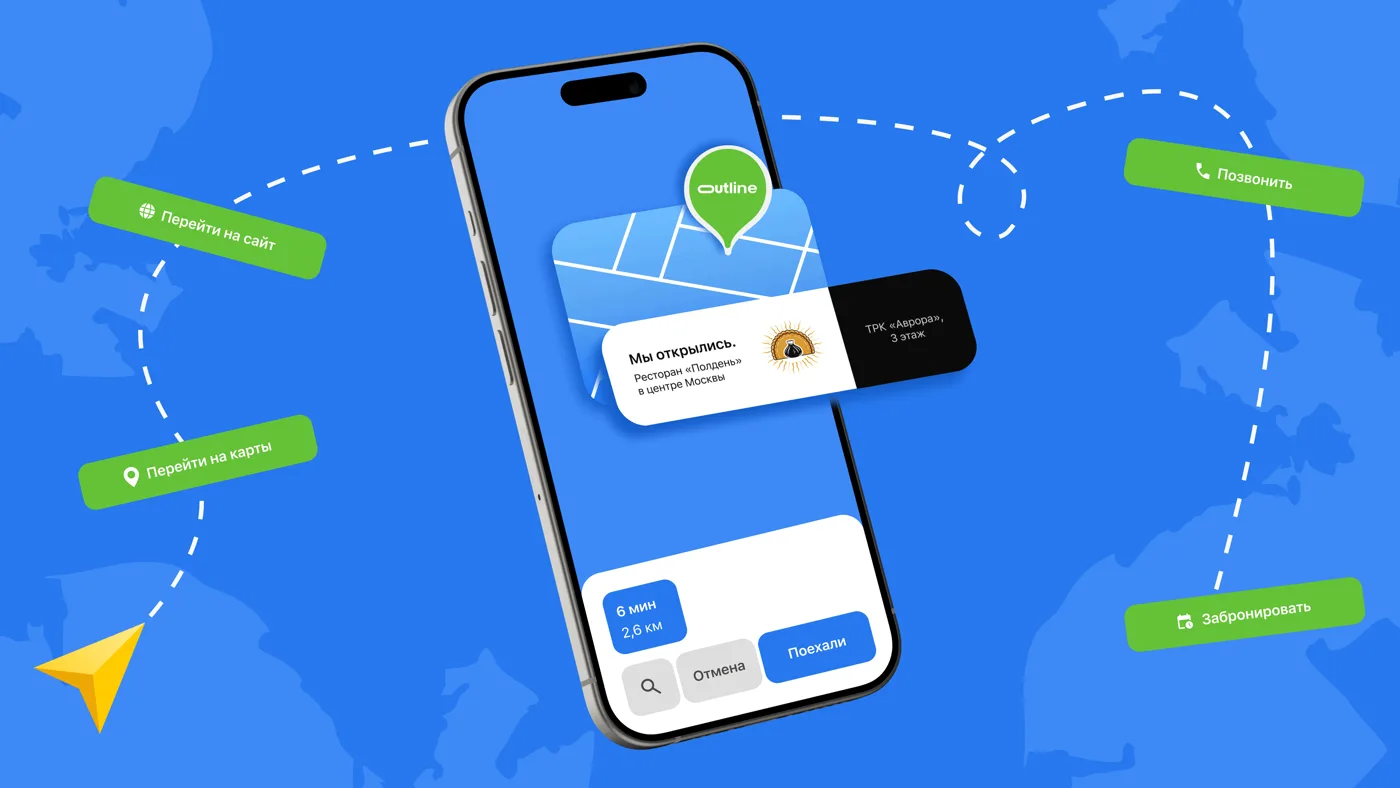 Outline
Позвонить
Перейти на сайт
Мы открылись.
Ресторан «Полдень»
в центре Москвы
ТРК «Аврора»,
3 этаж
Перейти на карты
6 мин
2,6 км
Отмена
Поехали
Забронировать